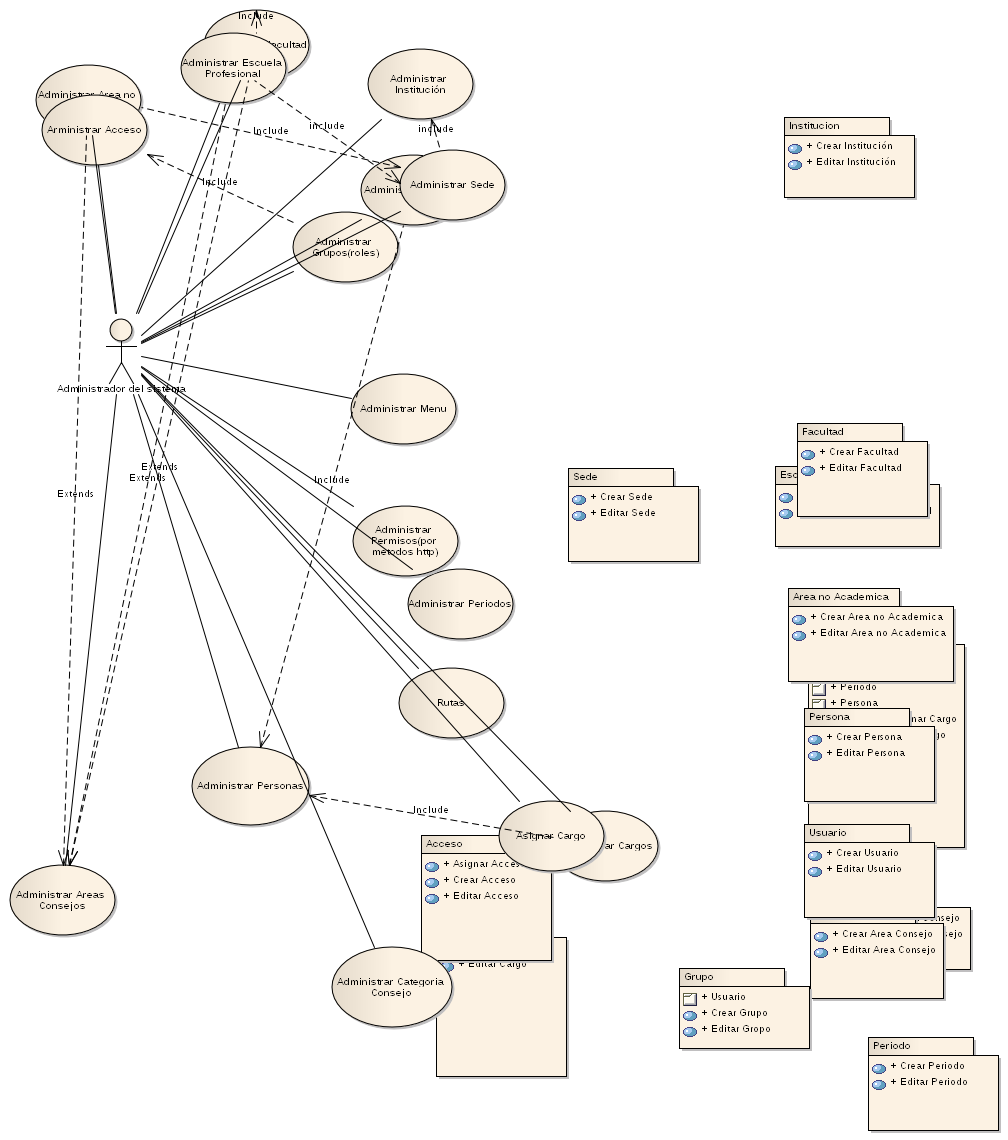 Include
cultad
Administrar Escuela
Profesional
Administrar
Institución
Administrar Area no
Arministrar Acceso
Include
include
include
Include
Administrar Sede
Administrar
Grupos(roles)
Administrador del sistema
Administrar Menu
Extends
Extends
Extends
Include
Administrar
Permisos(por
metodos http)
Administrar Periodos
Rutas
Administrar Personas
Include
Asignar Cargo
ar Cargos
Administrar Areas
Consejos
Administrar Categoria
Consejo
Institucion
+ Crear Institución
+ Editar Institución
Sede
+ Crear Sede
+ Editar Sede
Facultad
+ Crear Facultad
+ Editar Facultad
Esc
Area no Academica
+ Crear Area no Academica
+ Editar Area no Academica
+ Periodo
+ Persona
nar Cargo
Persona
+ Crear Persona
+ Editar Persona
Usuario
+ Crear Usuario
+ Editar Usuario
Consejo
sejo
+ Crear Area Consejo
+ Editar Area Consejo
Acceso
+ Asignar Acceso
+ Crear Acceso
+ Editar Acceso
+ Editar Cargo
Grupo
+ Usuario
+ Crear Grupo
+ Editar Gropo
Periodo
+ Crear Periodo
+ Editar Periodo